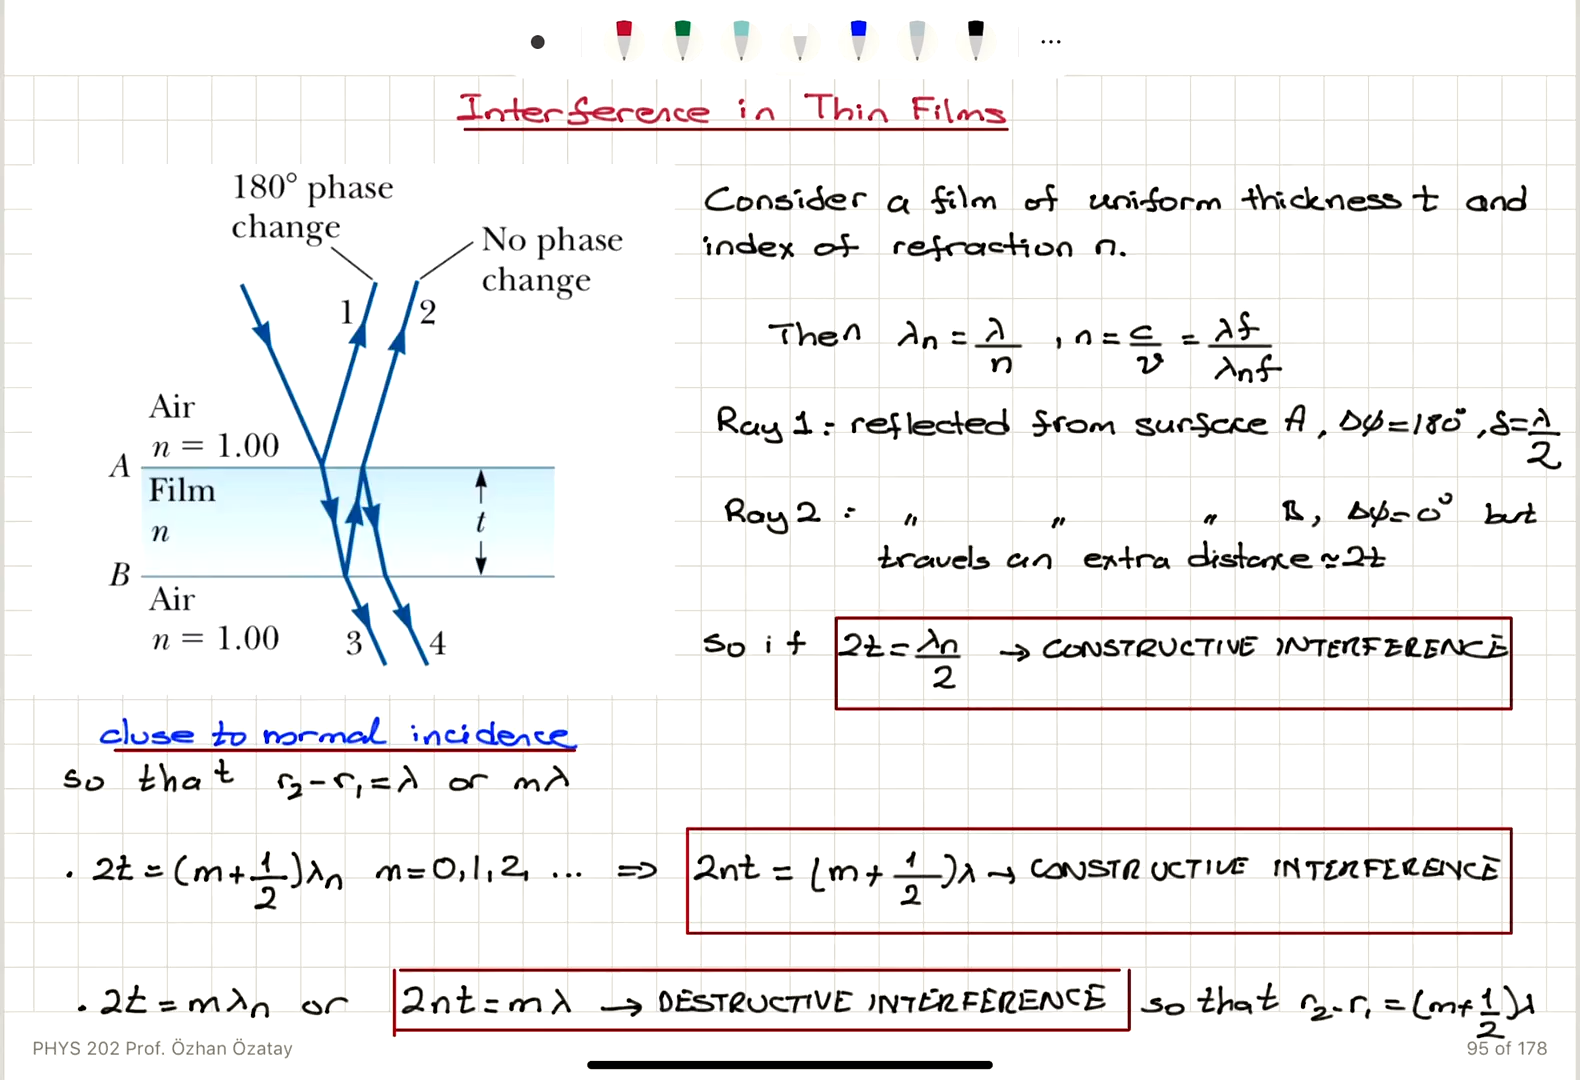 Interference in Thin Films
180° phase
change
No phase
change
1
2
Air
n = 1.00
A
Film
n
t
B
Air
n = 1.00
3
4
Consider a film of uniform thickness t and
index of refraction n.
Then λn = λ/n , n = c/v = λf/λnf
Ray 1 : reflected from surface A, Δφ=180°, δ=λ/2
Ray 2 : " " " B, Δφ=0° but
travels an extra distance ≃2t
so if 2t = λn/2 → CONSTRUCTIVE INTERFERENCE
close to normal incidence
so that r₂-r₁=λ or mλ
. 2t = (m+1/2)λn m=0,1,2, ... ⇒ 2nt = (m+1/2)λ → CONSTRUCTIVE INTERFERENCE
. 2t = mλn or 2nt = mλ → DESTRUCTIVE INTERFERENCE so that r₂-r₁ = (m+1/2)λ
PHYS 202 Prof. Özhan Özatay
95 of 178